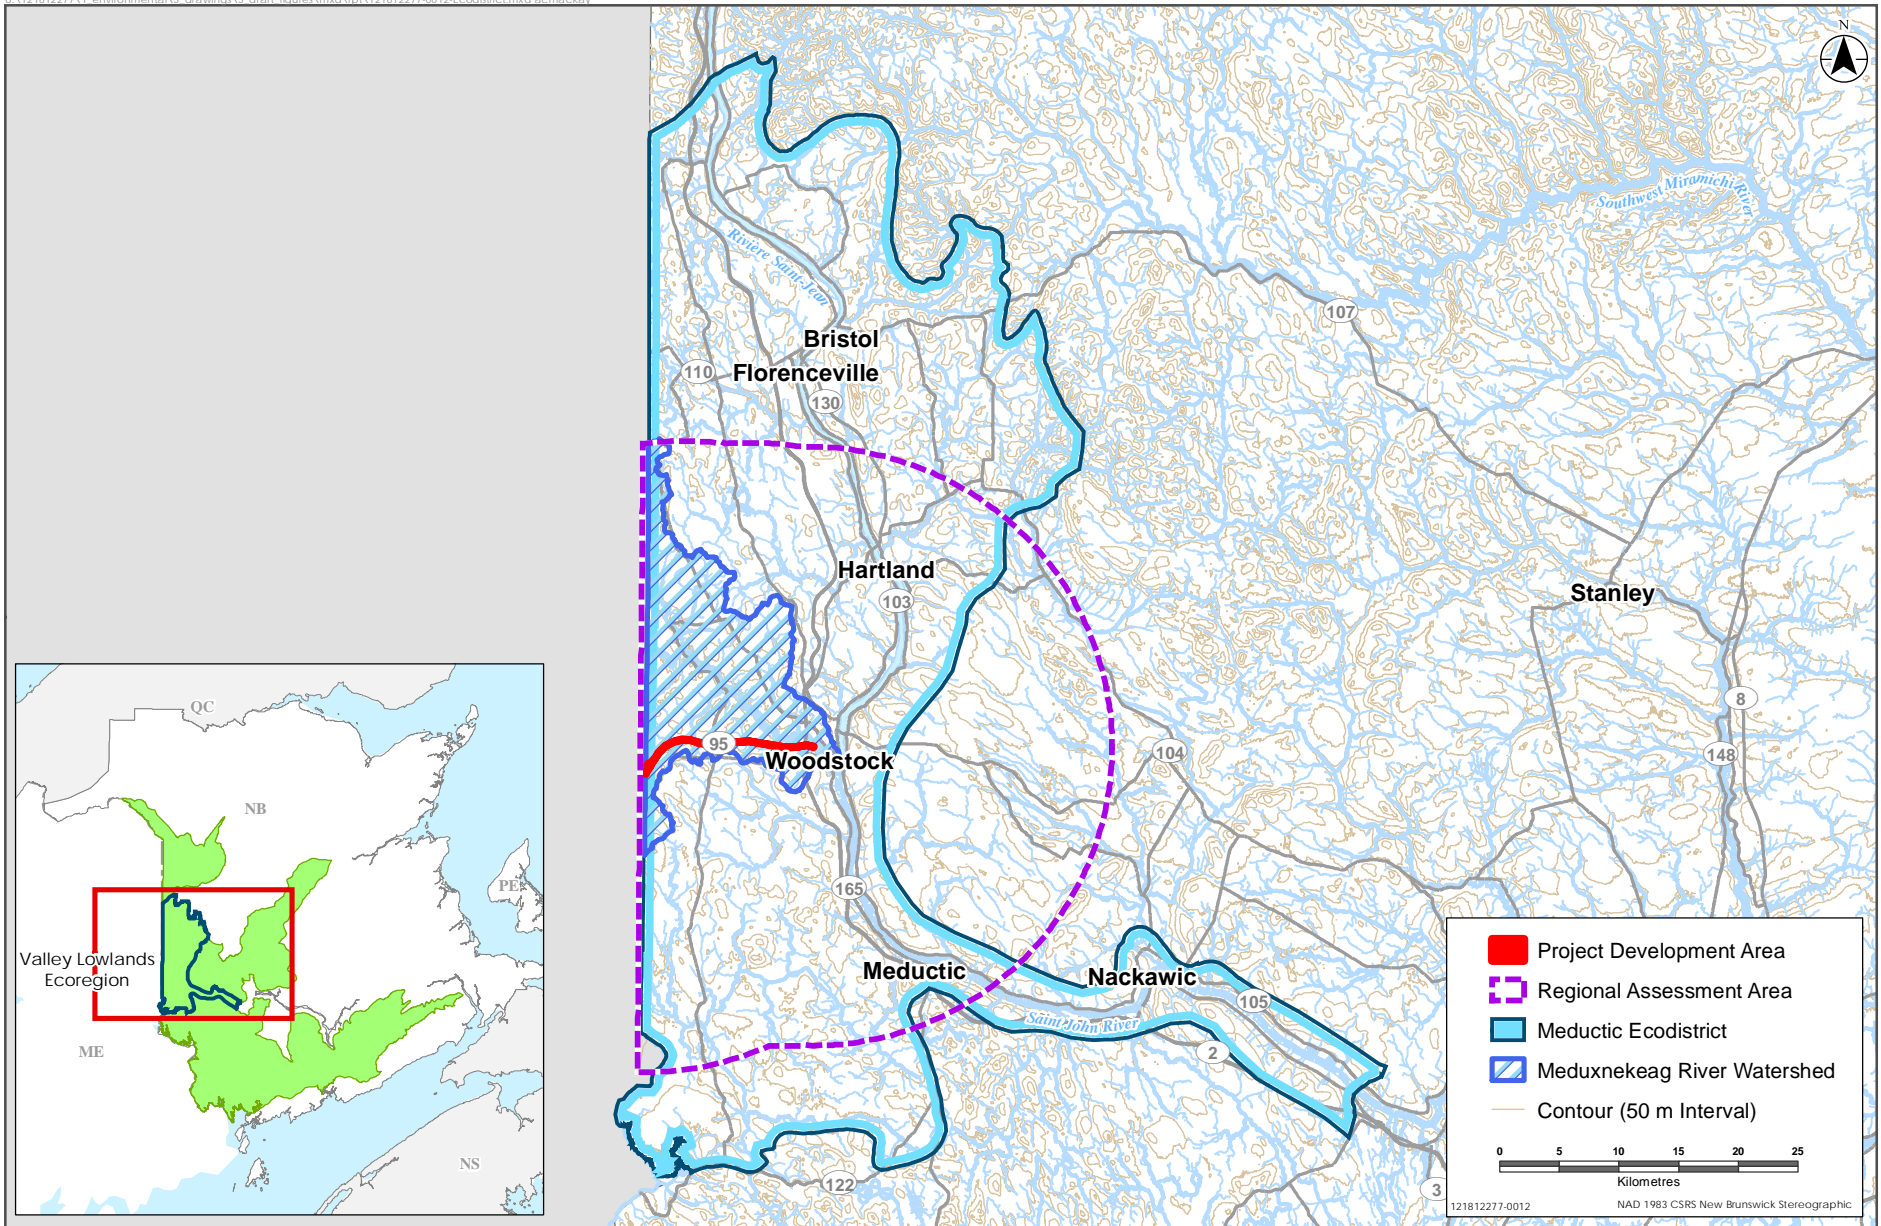 N
Southwest Miramichi River
Rivière Saint-Jean
107
Bristol
110
Florenceville
130
Hartland
103
Stanley
8
95
Woodstock
104
148
165
Meductic
Nackawic
105
Saint John River
2
122
3
QC
NB
PE
Valley Lowlands
Ecoregion
ME
NS
Project Development Area
Regional Assessment Area
Meductic Ecodistrict
Meduxnekeag River Watershed
Contour (50 m Interval)
0 5 10 15 20 25
Kilometres
121812277-0012
NAD 1983 CSRS New Brunswick Stereographic